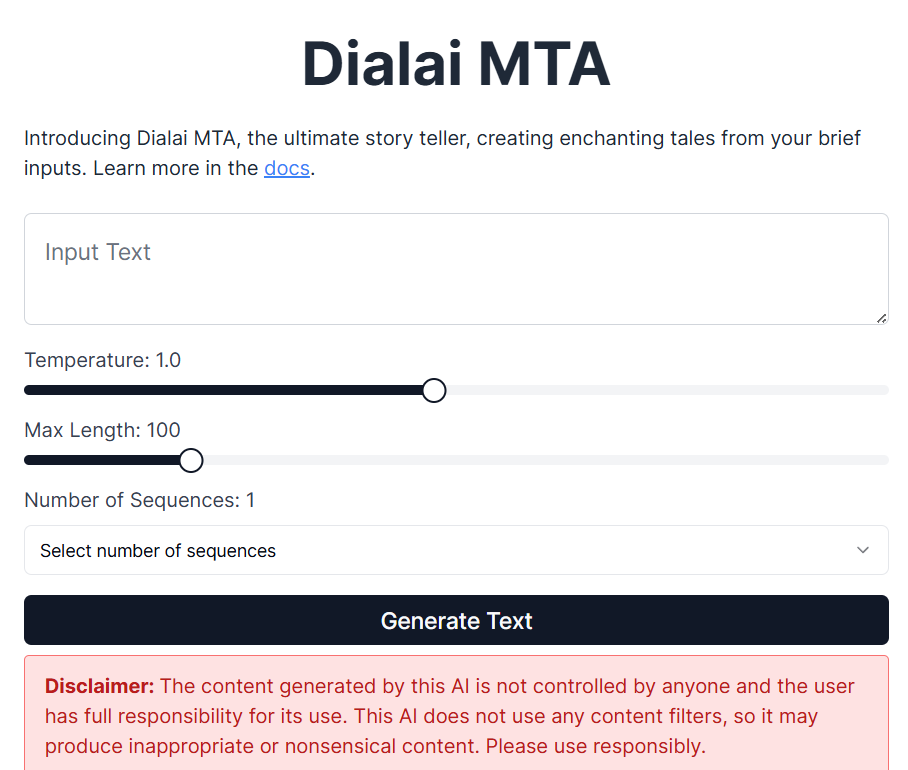 Dialai MTA
Introducing Dialai MTA, the ultimate story teller, creating enchanting tales from your brief
inputs. Learn more in the docs.
Input Text
Temperature: 1.0
Max Length: 100
Number of Sequences: 1
Select number of sequences
Generate Text
Disclaimer: The content generated by this AI is not controlled by anyone and the user
has full responsibility for its use. This AI does not use any content filters, so it may
produce inappropriate or nonsensical content. Please use responsibly.